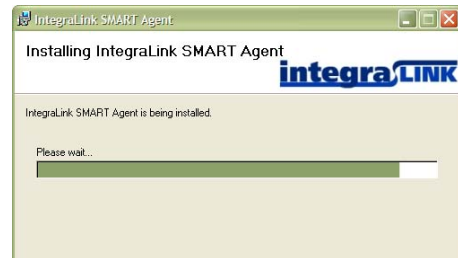 IntegraLink SMART Agent
Installing IntegraLink SMART Agent
integraLINK
IntegraLink SMART Agent is being installed.
Please wait...